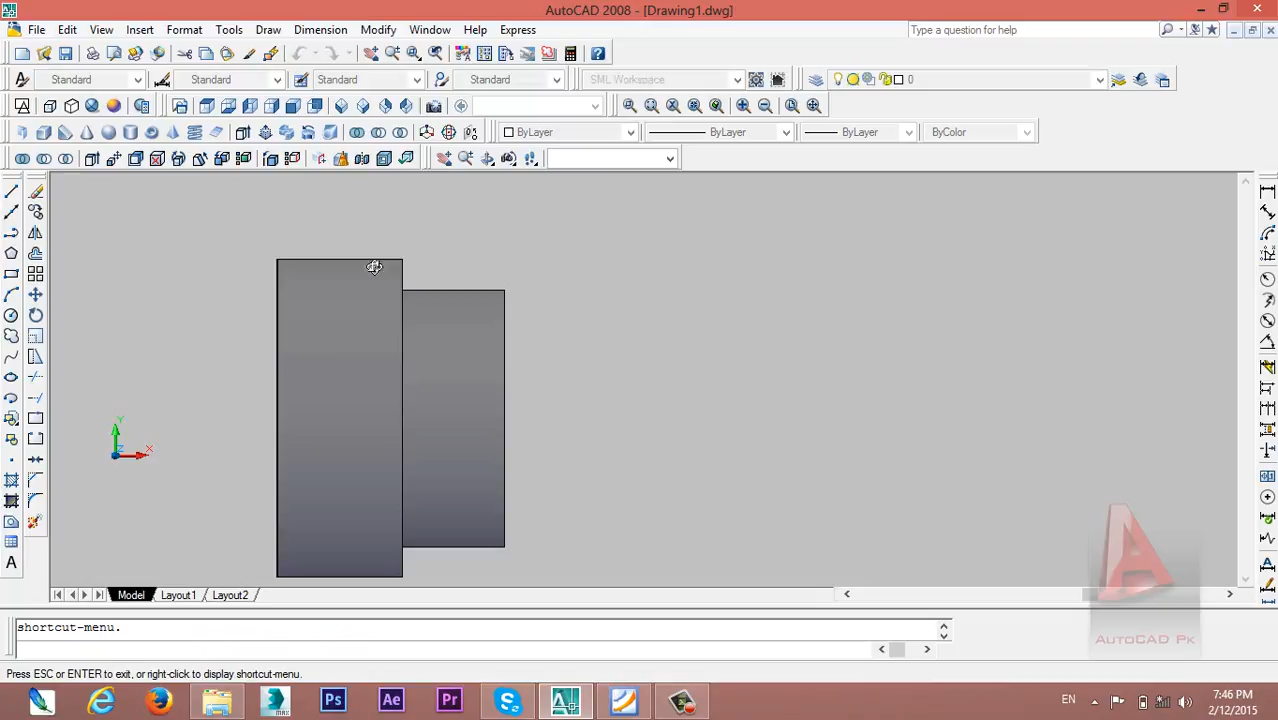 AutoCAD 2008 - [Drawing1.dwg]
File Edit View Insert Format Tools Draw Dimension Modify Window Help Express
Type a question for help
Standard Standard Standard Standard SML Workspace 0
ByLayer ByLayer ByLayer ByColor
Y
X
Z
Model Layout1 Layout2
shortcut-menu.
AutoCAD Pk
Press ESC or ENTER to exit, or right-click to display shortcut-menu.
Ps Ae Pr
EN
7:46 PM
2/12/2015